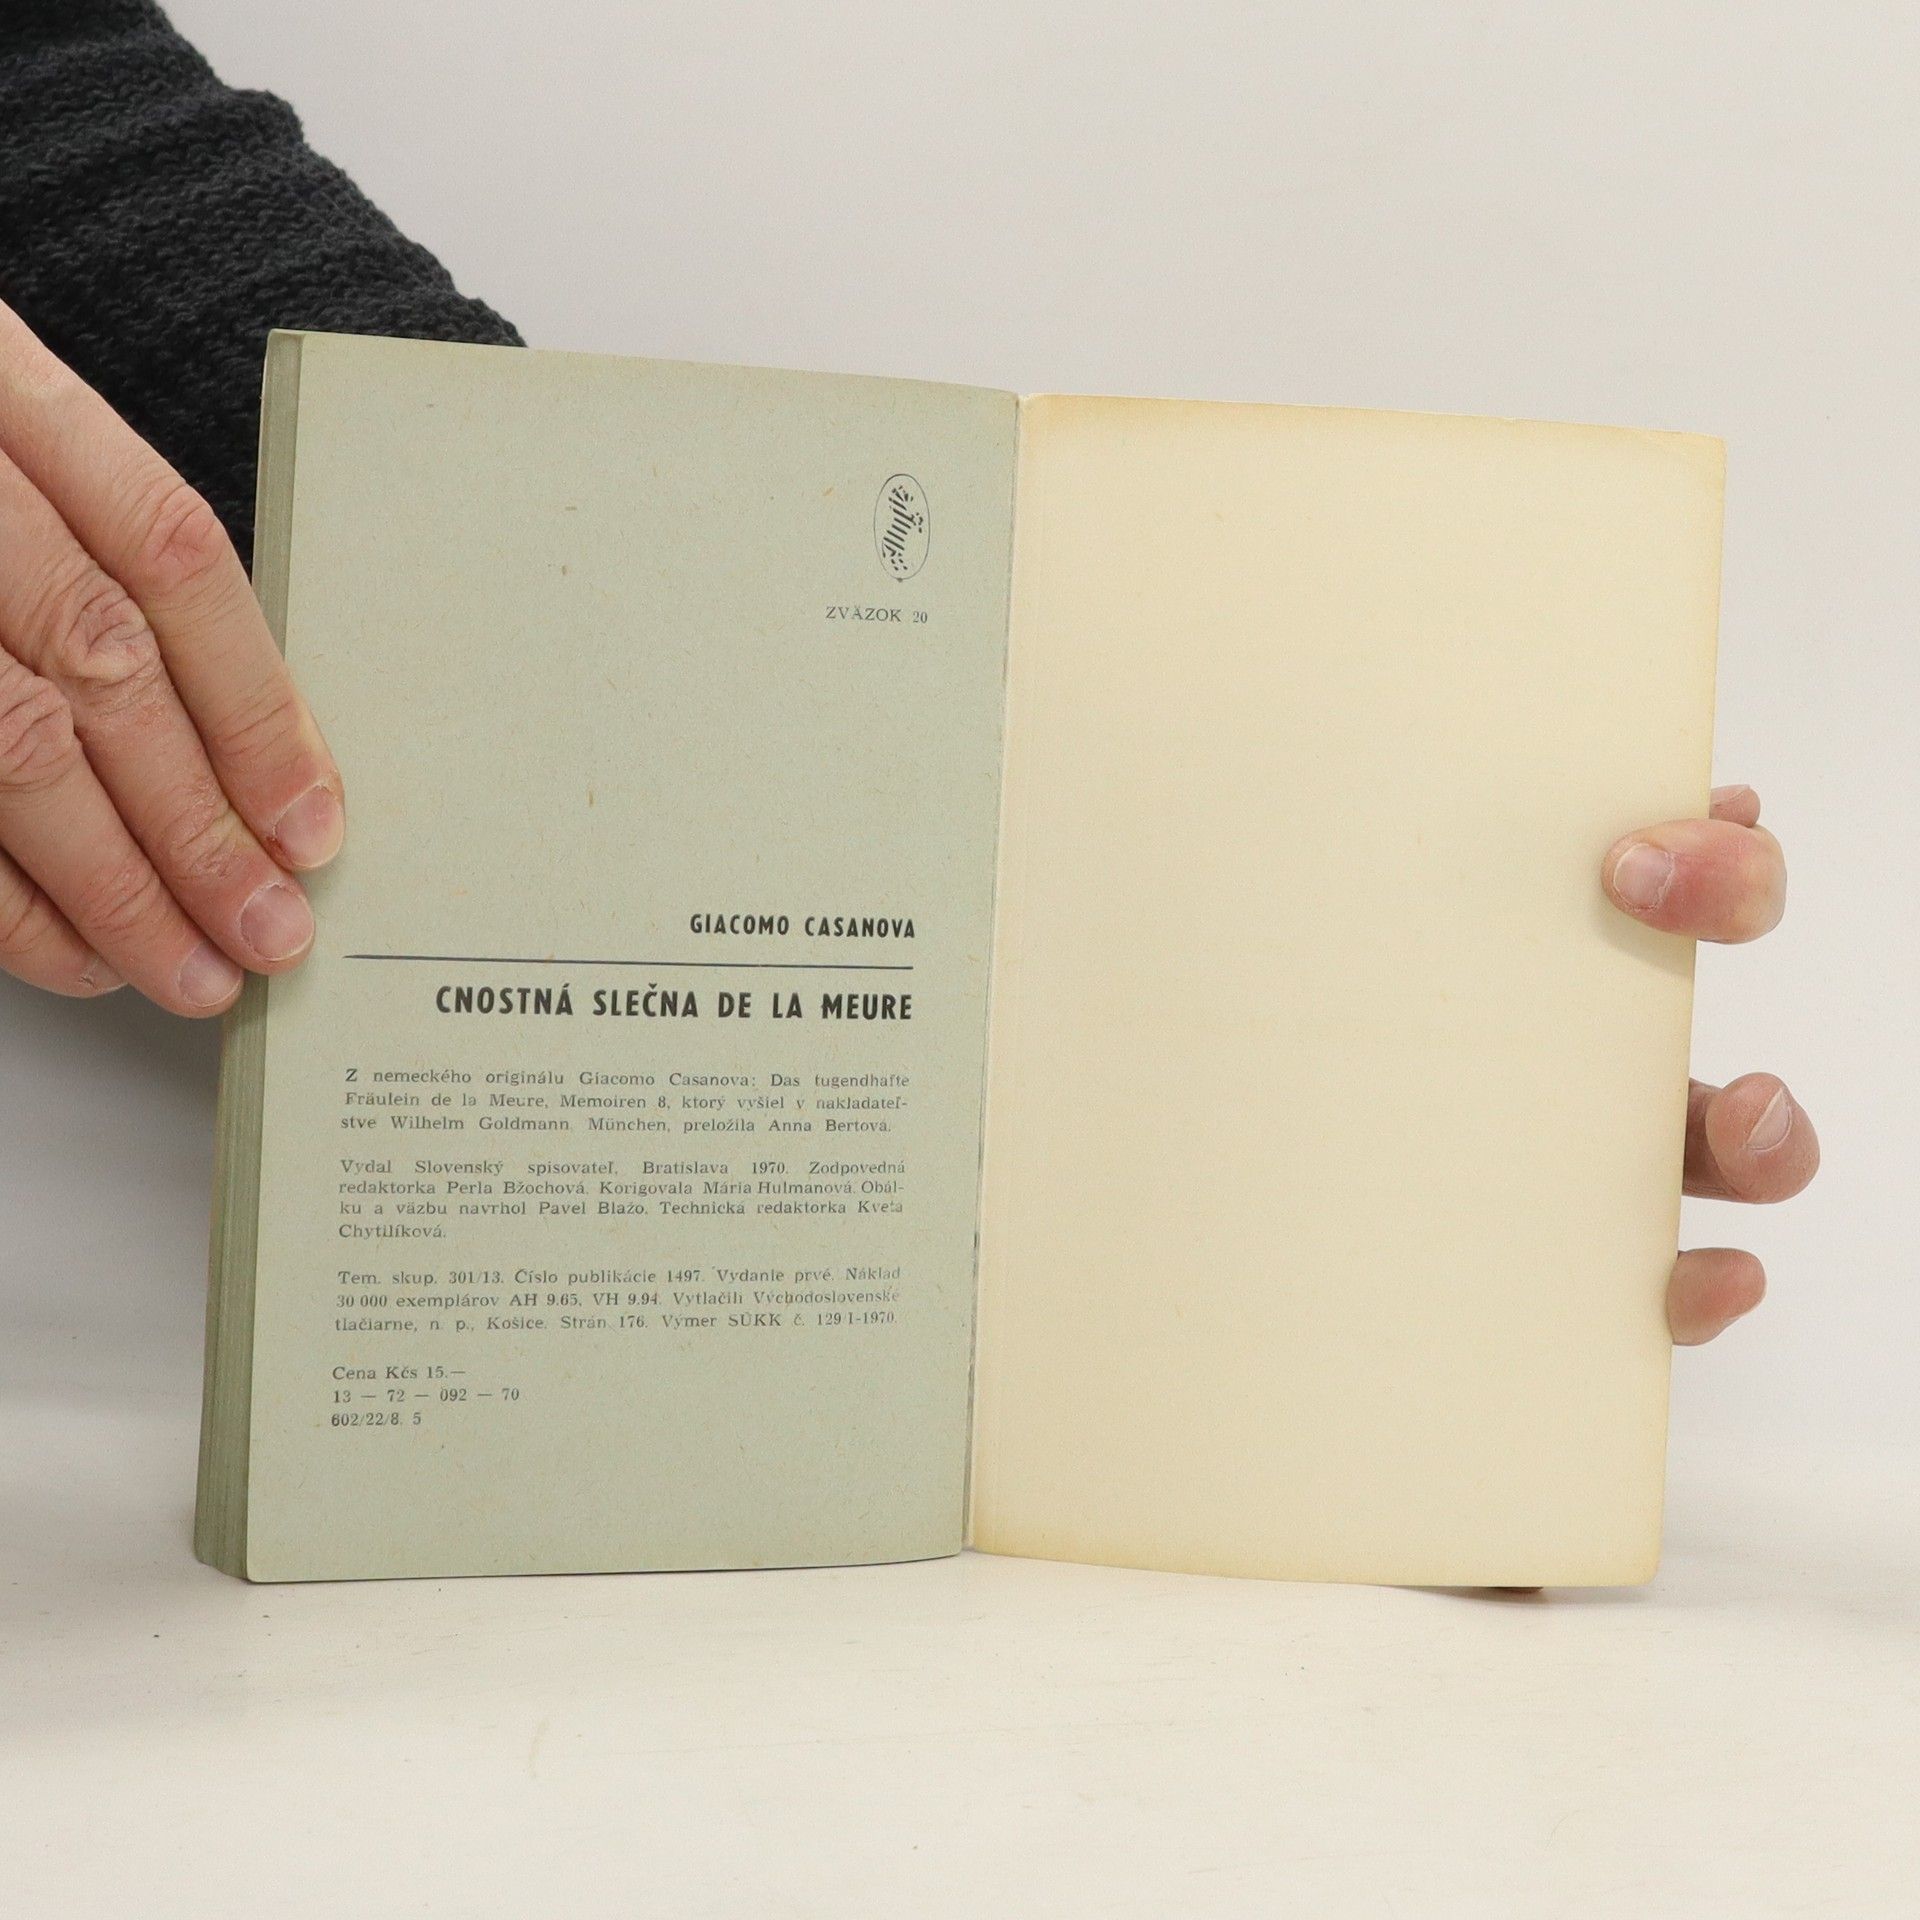 ZVÄZOK 20
GIACOMO CASANOVA
CNOSTNÁ SLEČNA DE LA MEURE
Z nemeckého originálu Giacomo Casanova: Das tugendhafte
Fräulein de la Meure, Memoiren 8, ktorý vyšiel v nakladateľ-
stve Wilhelm Goldmann München, preložila Anna Bertová.
Vydal Slovenský spisovateľ, Bratislava 1970. Zodpovedná
redaktorka Perla Bžochová. Korigovala Mária Hulmanová. Obál-
ku a väzbu navrhol Pavel Blažo. Technická redaktorka Kveta
Chytilíková.
Tem. skup. 301/13. Číslo publikácie 1497. Vydanie prvé. Náklad
30 000 exemplárov AH 9.65, VH 9.94. Vytlačili Východoslovenské
tlačiarne, n. p., Košice. Strán 176. Výmer SÚKK č. 129 I-1970.
Cena Kčs 15.—
13 — 72 — 092 — 70
602/22/8. 5